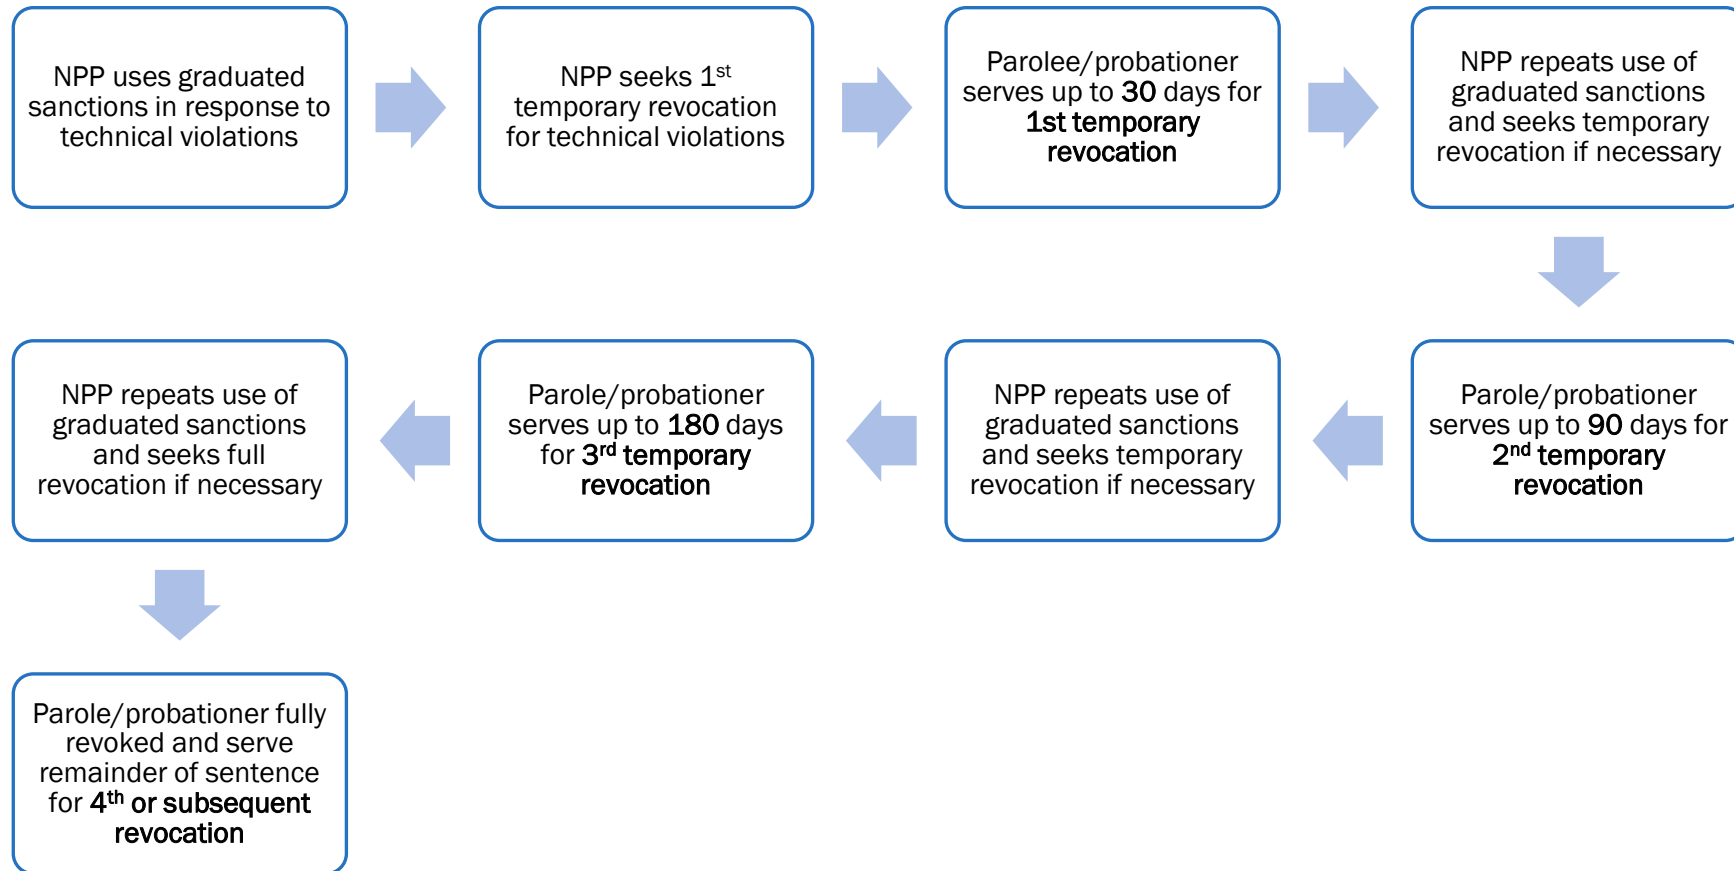 NPP uses graduated
sanctions in response to
technical violations
NPP seeks 1st
temporary revocation
for technical violations
Parolee/probationer
serves up to 30 days for
1st temporary
revocation
NPP repeats use of
graduated sanctions
and seeks temporary
revocation if necessary
Parole/probationer
serves up to 90 days for
2nd temporary
revocation
NPP repeats use of
graduated sanctions
and seeks temporary
revocation if necessary
Parole/probationer
serves up to 180 days
for 3rd temporary
revocation
NPP repeats use of
graduated sanctions
and seeks full
revocation if necessary
Parole/probationer fully
revoked and serve
remainder of sentence
for 4th or subsequent
revocation